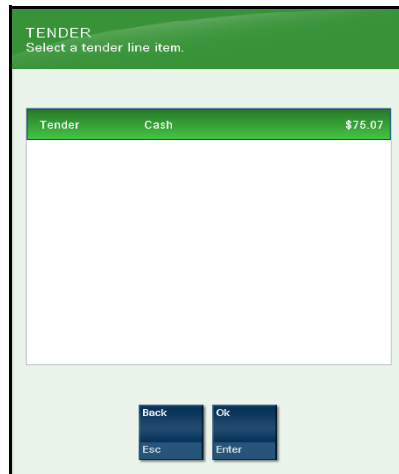 TENDER
Select a tender line item.
Tender Cash $75.07
Back Ok
Esc Enter